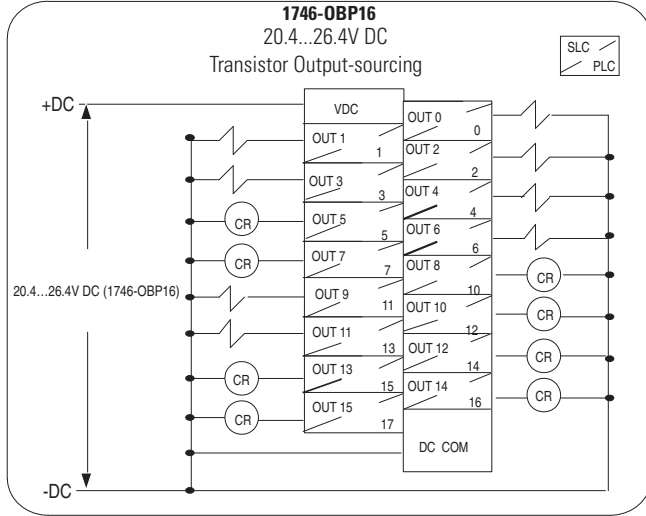 1746-OBP16
20.4...26.4V DC
Transistor Output-sourcing
SLC
PLC
+DC
VDC
OUT 0
0
OUT 1
1
OUT 2
2
OUT 3
3
OUT 4
4
CR
OUT 5
5
OUT 6
6
CR
OUT 7
7
OUT 8
10
CR
20.4...26.4V DC (1746-OBP16)
OUT 9
11
OUT 10
12
CR
OUT 11
13
OUT 12
14
CR
CR
OUT 13
15
OUT 14
16
CR
CR
OUT 15
17
DC COM
-DC